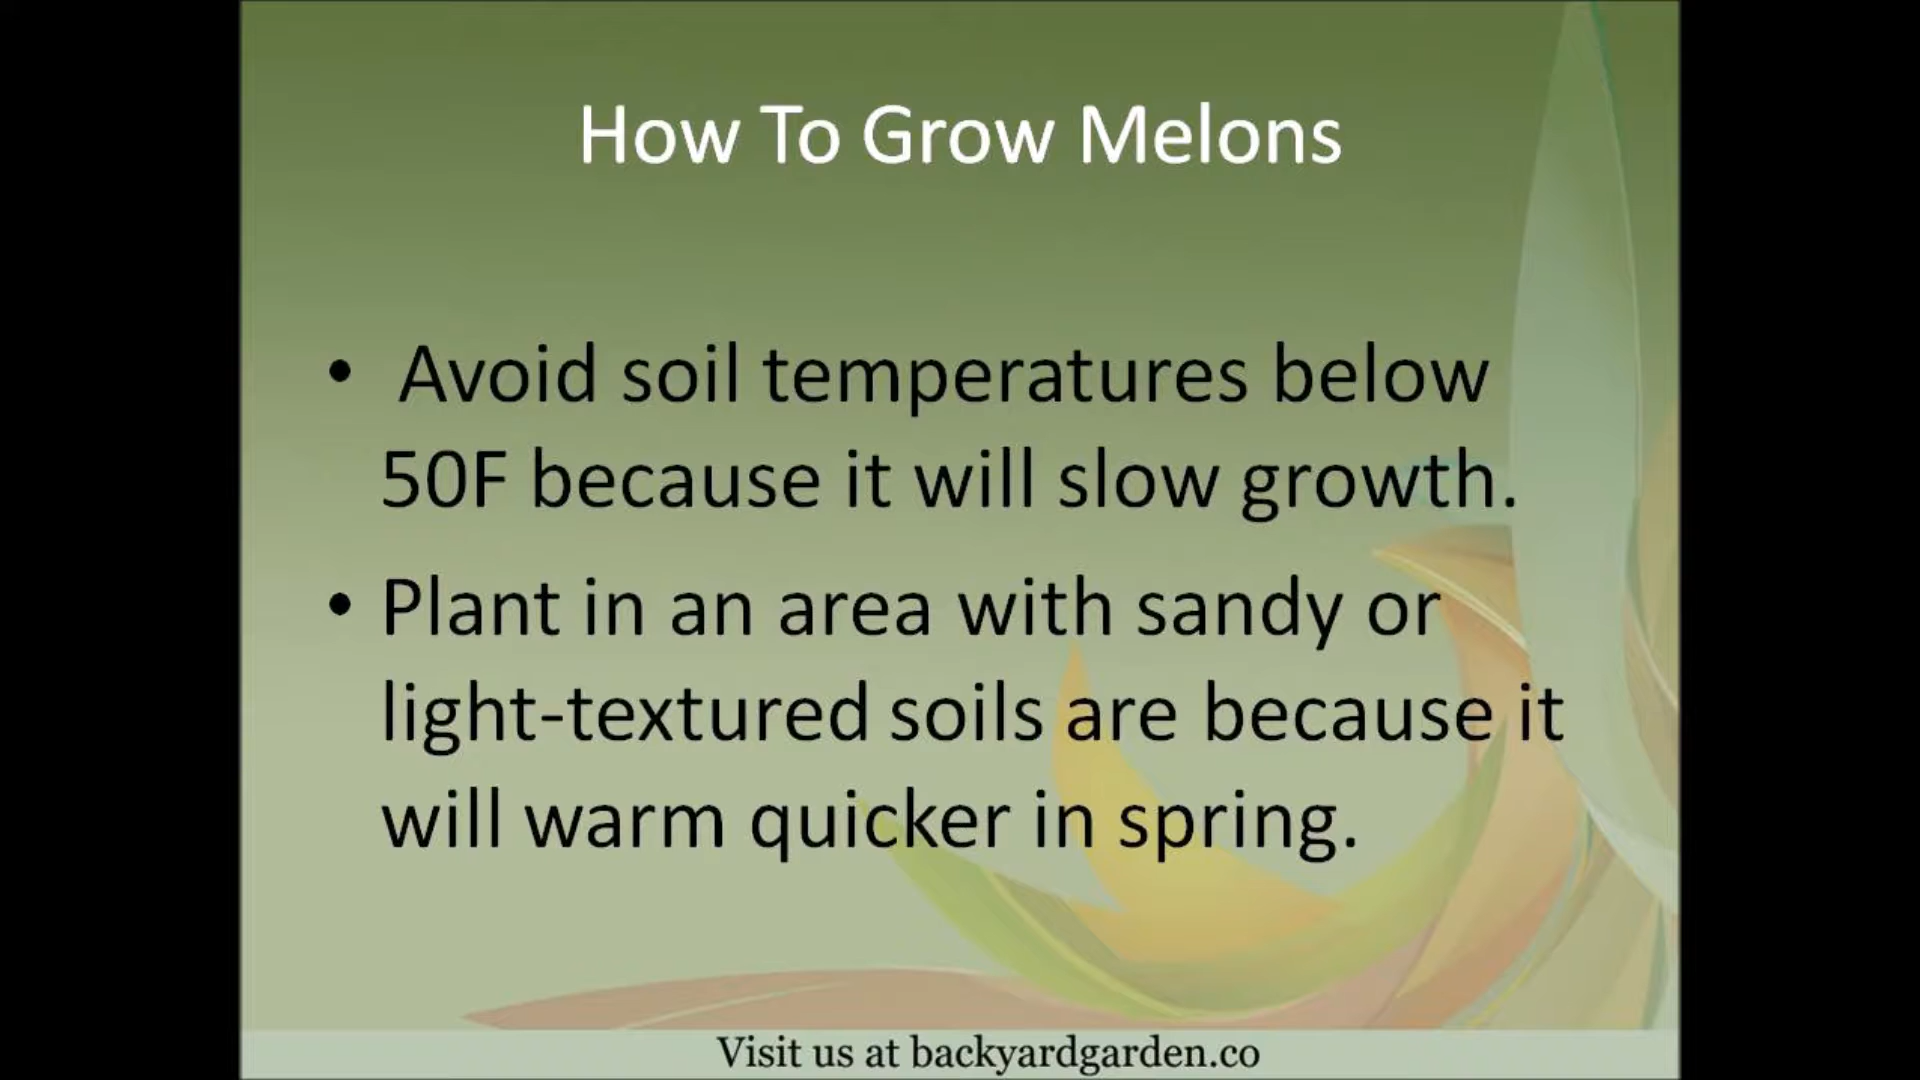 How To Grow Melons
• Avoid soil temperatures below
50F because it will slow growth.
• Plant in an area with sandy or
light-textured soils are because it
will warm quicker in spring.
Visit us at backyardgarden.co